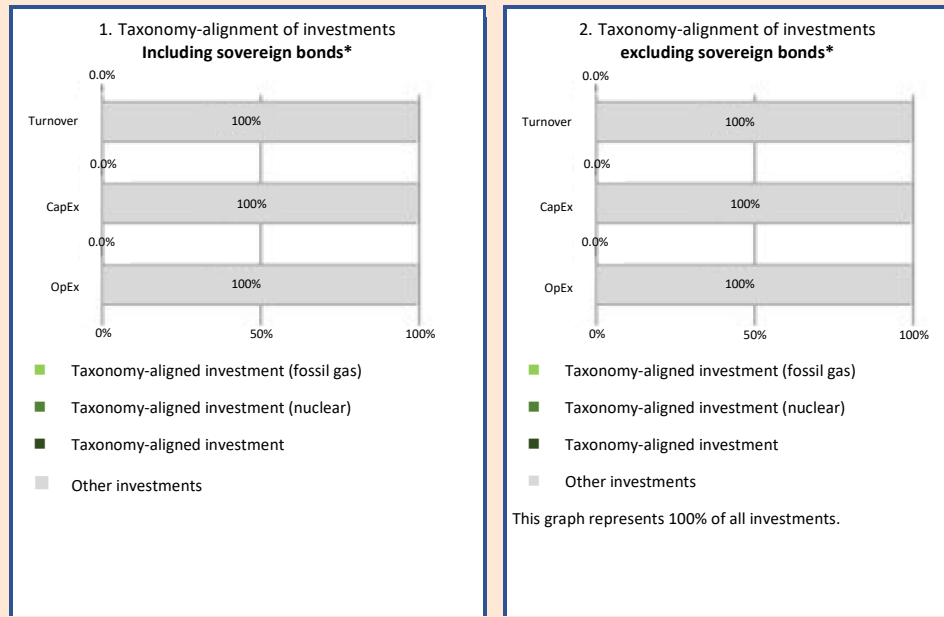 1. Taxonomy-alignment of investments
Including sovereign bonds*
0.0%
Turnover
100%
0.0%
CapEx
100%
0.0%
OpEx
100%
0%
50%
100%
Taxonomy-aligned investment (fossil gas)
Taxonomy-aligned investment (nuclear)
Taxonomy-aligned investment
Other investments
2. Taxonomy-alignment of investments
excluding sovereign bonds*
0.0%
Turnover
100%
0.0%
CapEx
100%
0.0%
OpEx
100%
0%
50%
100%
Taxonomy-aligned investment (fossil gas)
Taxonomy-aligned investment (nuclear)
Taxonomy-aligned investment
Other investments
This graph represents 100% of all investments.